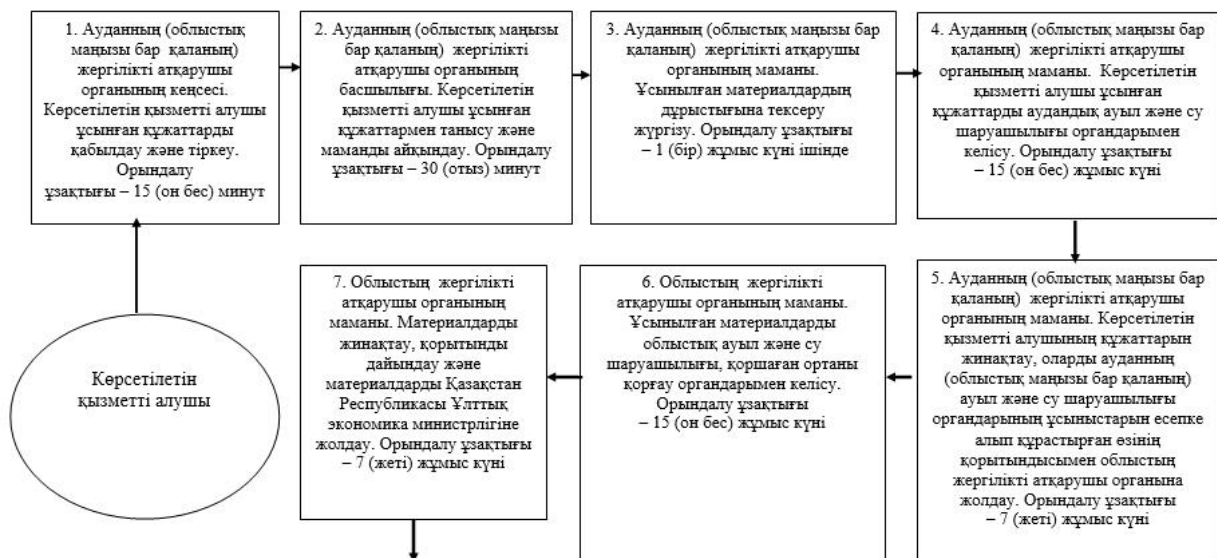 1. Ауданның (облыстық
маңызы бар қаланың)
жергілікті атқарушы
органының кеңсесі.
Көрсетілетін қызметті алушы
ұсынған құжаттарды
қабылдау және тіркеу.
Орындалу
ұзақтығы – 15 (он бес) минут
2. Ауданның (облыстық маңызы
бар қаланың) жергілікті
атқарушы органының
басшылығы. Көрсетілетін
қызметті алушы ұсынған
құжаттармен танысу және
маманды айқындау. Орындалу
ұзақтығы – 30 (отыз) минут
3. Ауданның (облыстық маңызы бар
қаланың) жергілікті атқарушы
органының маманы.
Ұсынылған материалдардың
дұрыстығына тексеру
жүргізу. Орындалу ұзақтығы
– 1 (бір) жұмыс күні ішінде
4. Ауданның (облыстық маңызы бар
қаланың) жергілікті атқарушы
органының маманы. Көрсетілетін
қызметті алушы ұсынған
құжаттарды аудандық ауыл және су
шаруашылығы органдарымен
келісу. Орындалу ұзақтығы
– 15 (он бес) жұмыс күні
5. Ауданның (облыстық маңызы бар
қаланың) жергілікті атқарушы
органының маманы. Көрсетілетін
қызметті алушының құжаттарын
жинақтау, оларды ауданның
(облыстық маңызы бар қаланың)
ауыл және су шаруашылығы
органдарының ұсыныстарын есепке
алып құрастырған өзінің
қорытындысымен облыстың
жергілікті атқарушы органына
жолдау. Орындалу ұзақтығы
– 7 (жеті) жұмыс күні
6. Облыстың жергілікті
атқарушы органының маманы.
Ұсынылған материалдарды
облыстық ауыл және су
шаруашылығы, қоршаған ортаны
қорғау органдарымен келісу.
Орындалу ұзақтығы
– 15 (он бес) жұмыс күні
7. Облыстың жергілікті
атқарушы органының
маманы. Материалдарды
жинақтау, қорытынды
дайындау және
материалдарды Қазақстан
Республикасы Ұлттық
экономика министрлігіне
жолдау. Орындалу ұзақтығы
– 7 (жеті) жұмыс күні
Көрсетілетін
қызметті алушы